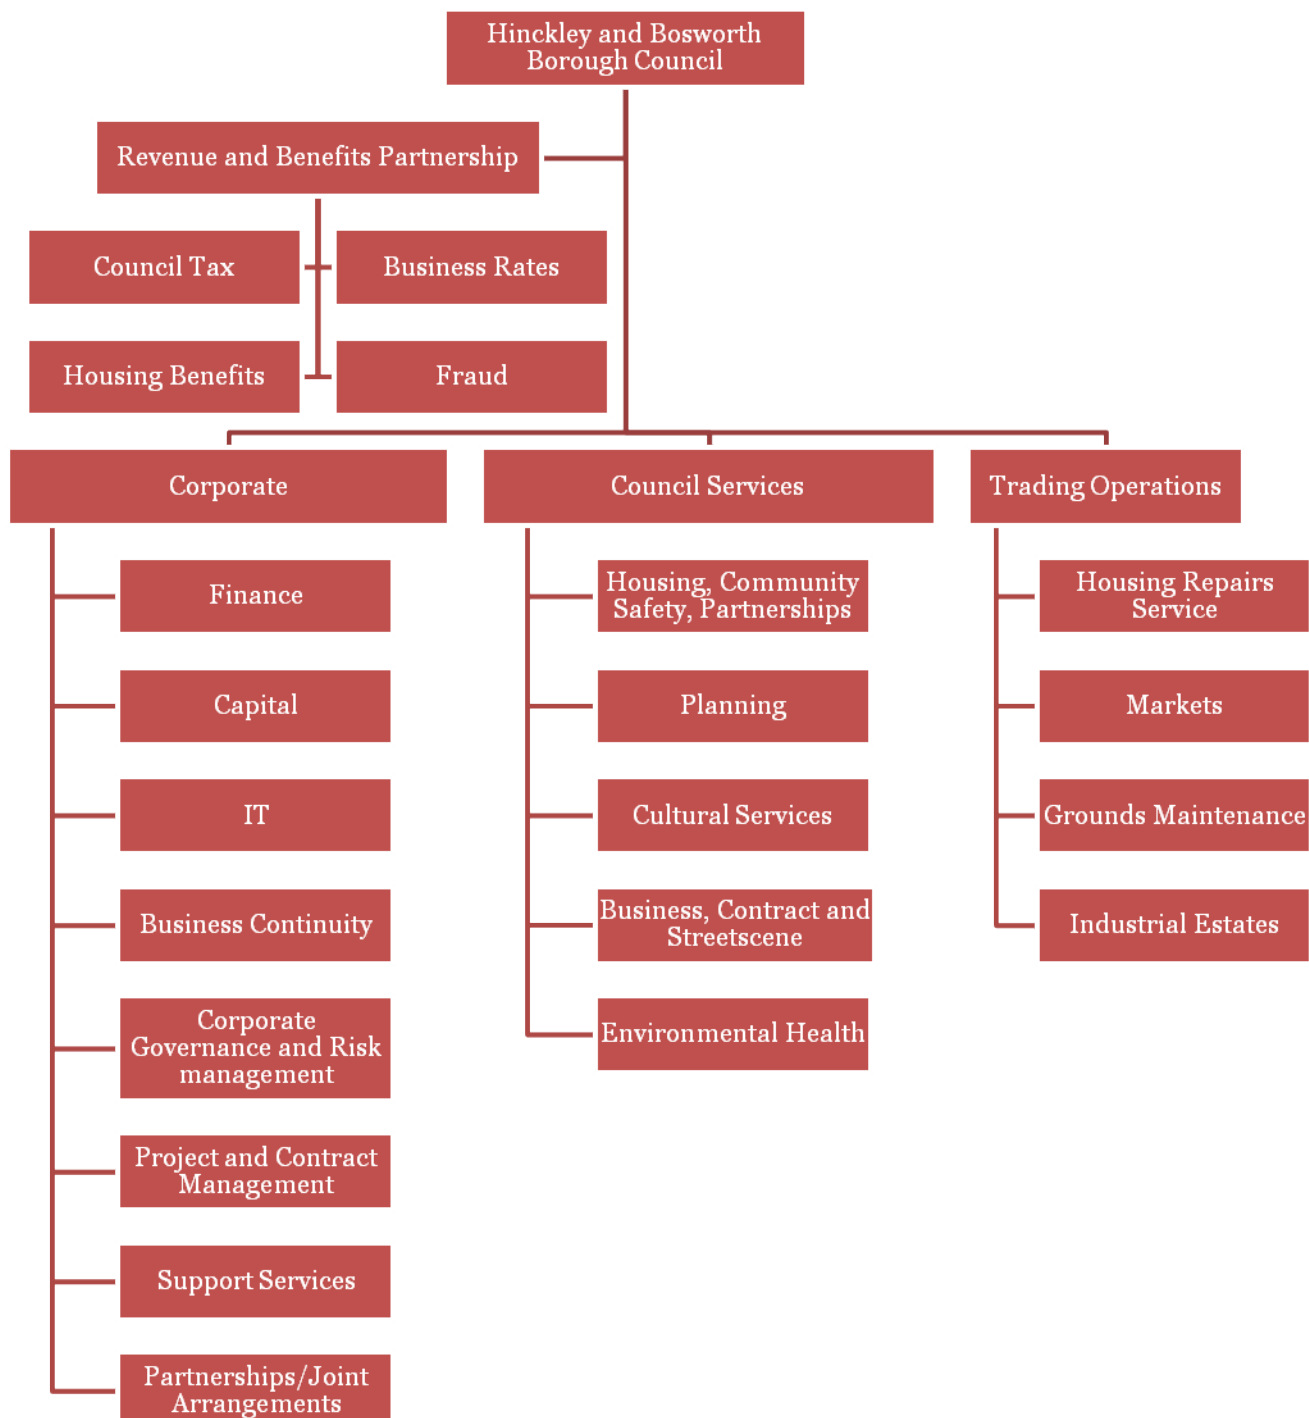 Hinckley and Bosworth
Borough Council
Revenue and Benefits Partnership
Council Tax
Business Rates
Housing Benefits
Fraud
Corporate
Finance
Capital
IT
Business Continuity
Corporate
Governance and Risk
management
Project and Contract
Management
Support Services
Partnerships/Joint
Arrangements
Council Services
Housing, Community
Safety, Partnerships
Planning
Cultural Services
Business, Contract and
Streetscene
Environmental Health
Trading Operations
Housing Repairs
Service
Markets
Grounds Maintenance
Industrial Estates